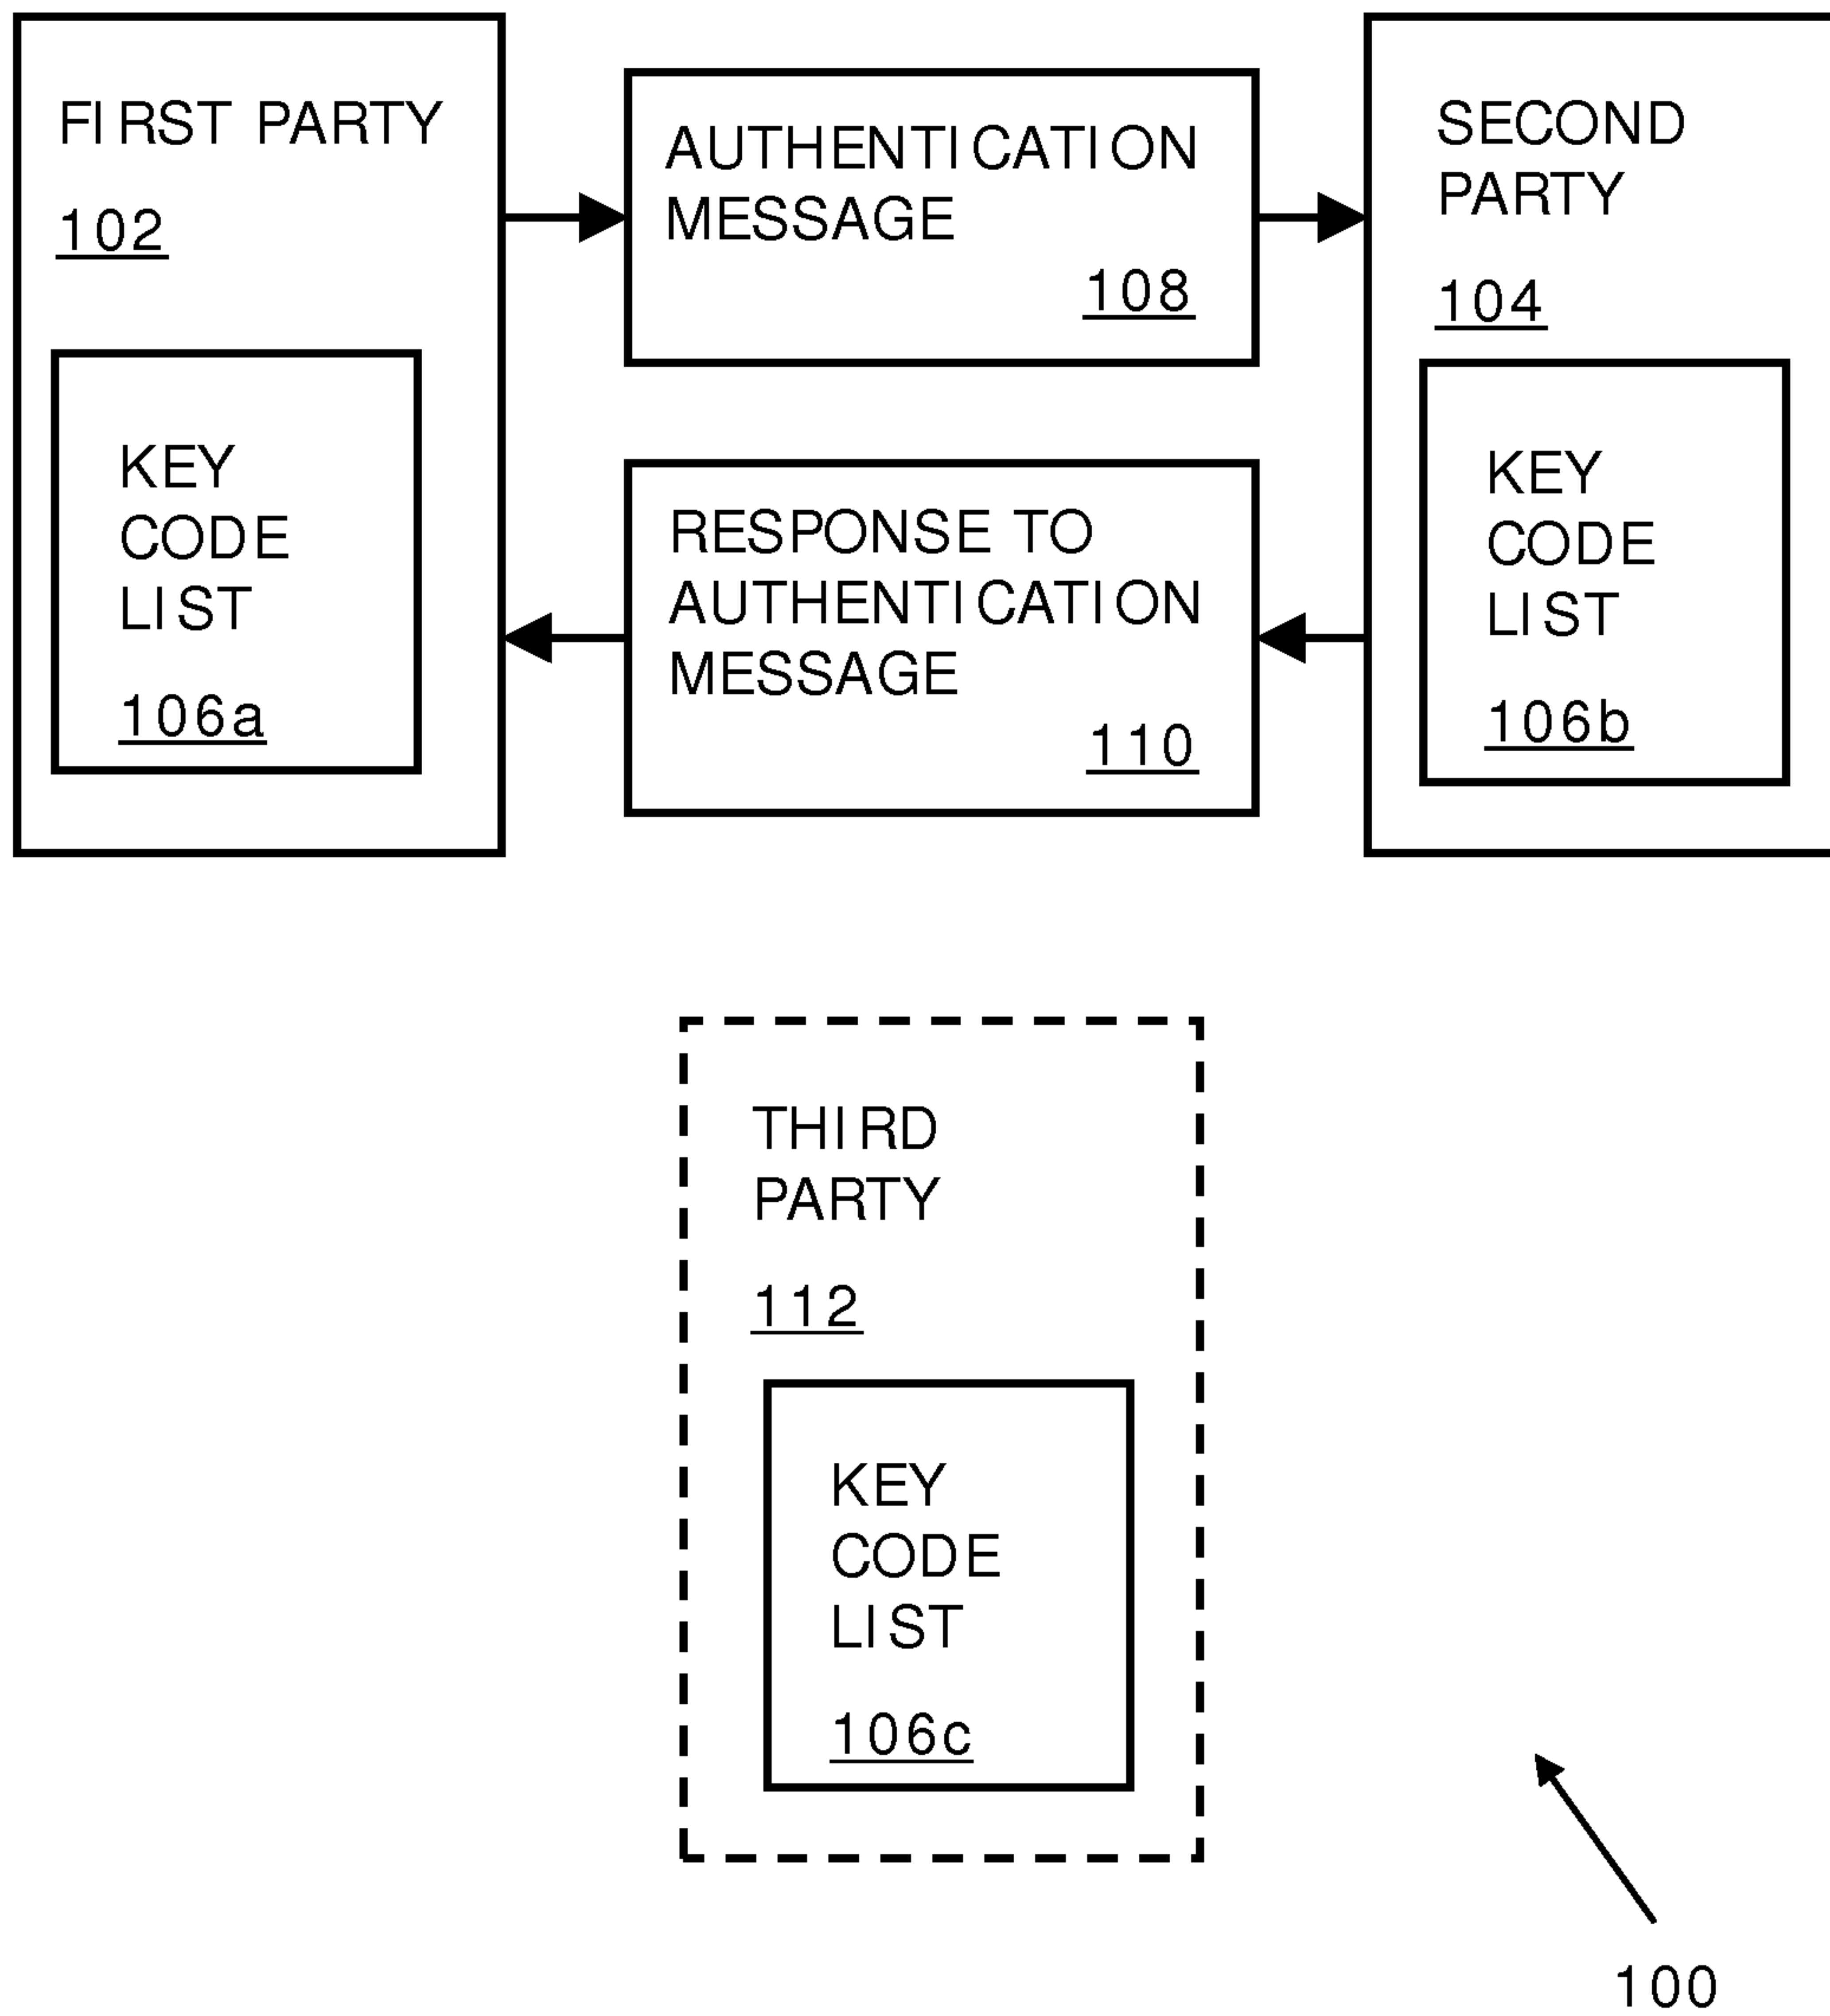 FIRST PARTY
102
KEY
CODE
LIST
106a
AUTHENTICATION
MESSAGE
108
RESPONSE TO
AUTHENTICATION
MESSAGE
110
SECOND
PARTY
104
KEY
CODE
LIST
106b
THIRD
PARTY
112
KEY
CODE
LIST
106c
100